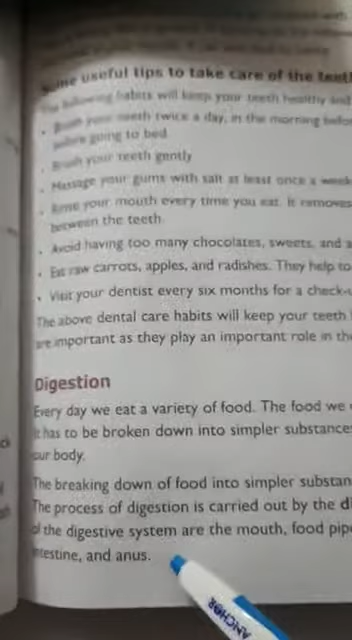 Some useful tips to take care of the teeth
The following habits will keep your teeth healthy and
• Brush your teeth twice a day, in the morning before
before going to bed
• Brush your teeth gently
• Massage your gums with salt at least once a week
• Rinse your mouth every time you eat. It removes
between the teeth.
• Avoid having too many chocolates, sweets, and
• Eat raw carrots, apples, and radishes. They help to
• Visit your dentist every six months for a check-u
The above dental care habits will keep your teeth
are important as they play an important role in the
Digestion
Every day we eat a variety of food. The food we
it has to be broken down into simpler substance
our body.
The breaking down of food into simpler substan
The process of digestion is carried out by the di
of the digestive system are the mouth, food pipe
intestine, and anus.
ANCHOR